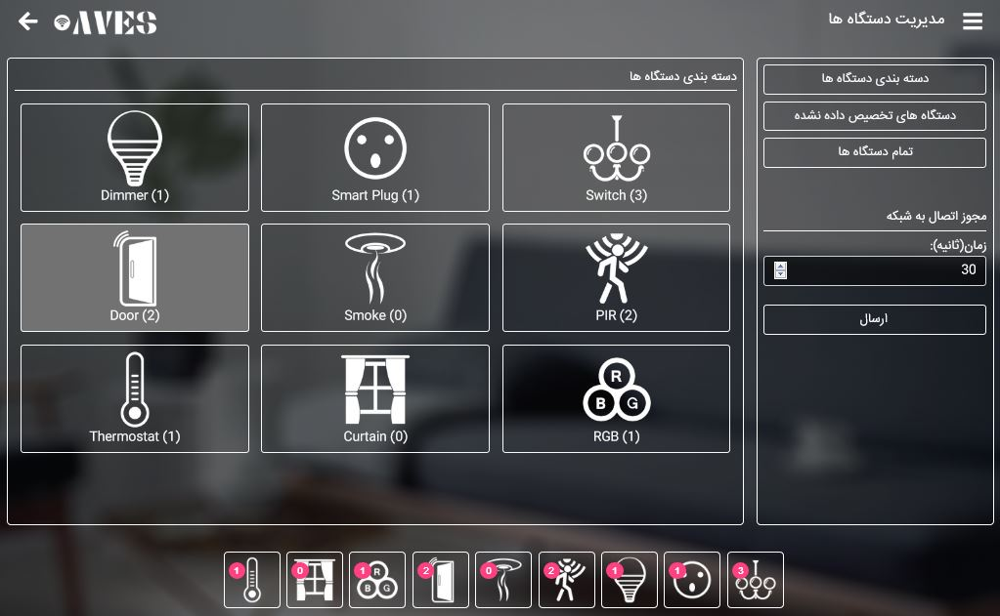 مدیریت دستگاه ها
AVES
دسته بندی دستگاه ها
دستگاه های تخصیص داده نشده
تمام دستگاه ها
مجوز اتصال به شبکه
زمان(ثانیه):
30
ارسال
دسته بندی دستگاه ها
Dimmer (1)
Smart Plug (1)
Switch (3)
Door (2)
Smoke (0)
PIR (2)
Thermostat (1)
Curtain (0)
R
B G
RGB (1)
1 0 1 R B G 2 0 2 1 1 3